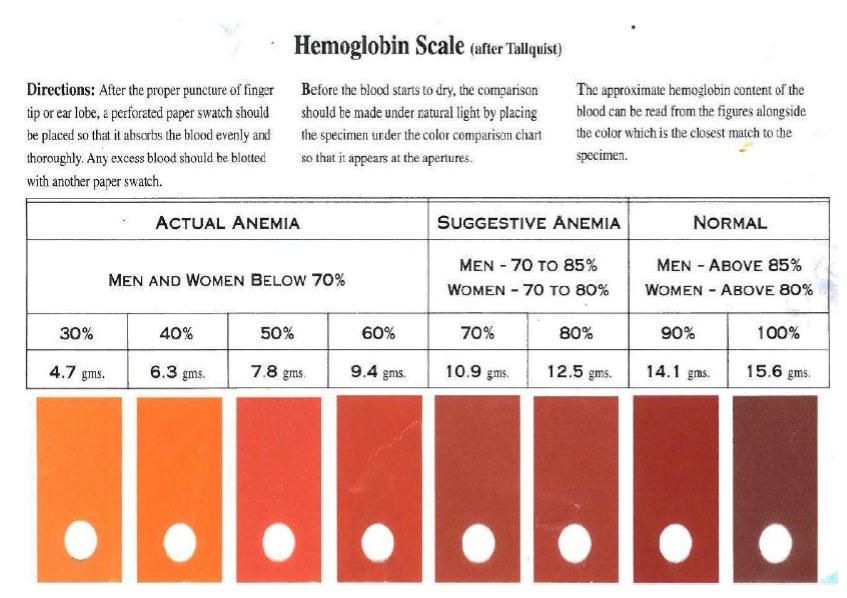 Hemoglobin Scale (after Tallquist)
Directions: After the proper puncture of finger
tip or ear lobe, a perforated paper swatch should
be placed so that it absorbs the blood evenly and
thoroughly. Any excess blood should be blotted
with another paper swatch.
Before the blood starts to dry, the comparison
should be made under natural light by placing
the specimen under the color comparison chart
so that it appears at the apertures.
The approximate hemoglobin content of the
blood can be read from the figures alongside
the color which is the closest match to the
specimen.
ACTUAL ANEMIA SUGGESTIVE ANEMIA NORMAL
MEN AND WOMEN BELOW 70%
MEN - 70 TO 85%
WOMEN - 70 TO 80%
MEN - ABOVE 85%
WOMEN - ABOVE 80%
30% 40% 50% 60% 70% 80% 90% 100%
4.7 gms. 6.3 gms. 7.8 gms. 9.4 gms. 10.9 gms. 12.5 gms. 14.1 gms. 15.6 gms.